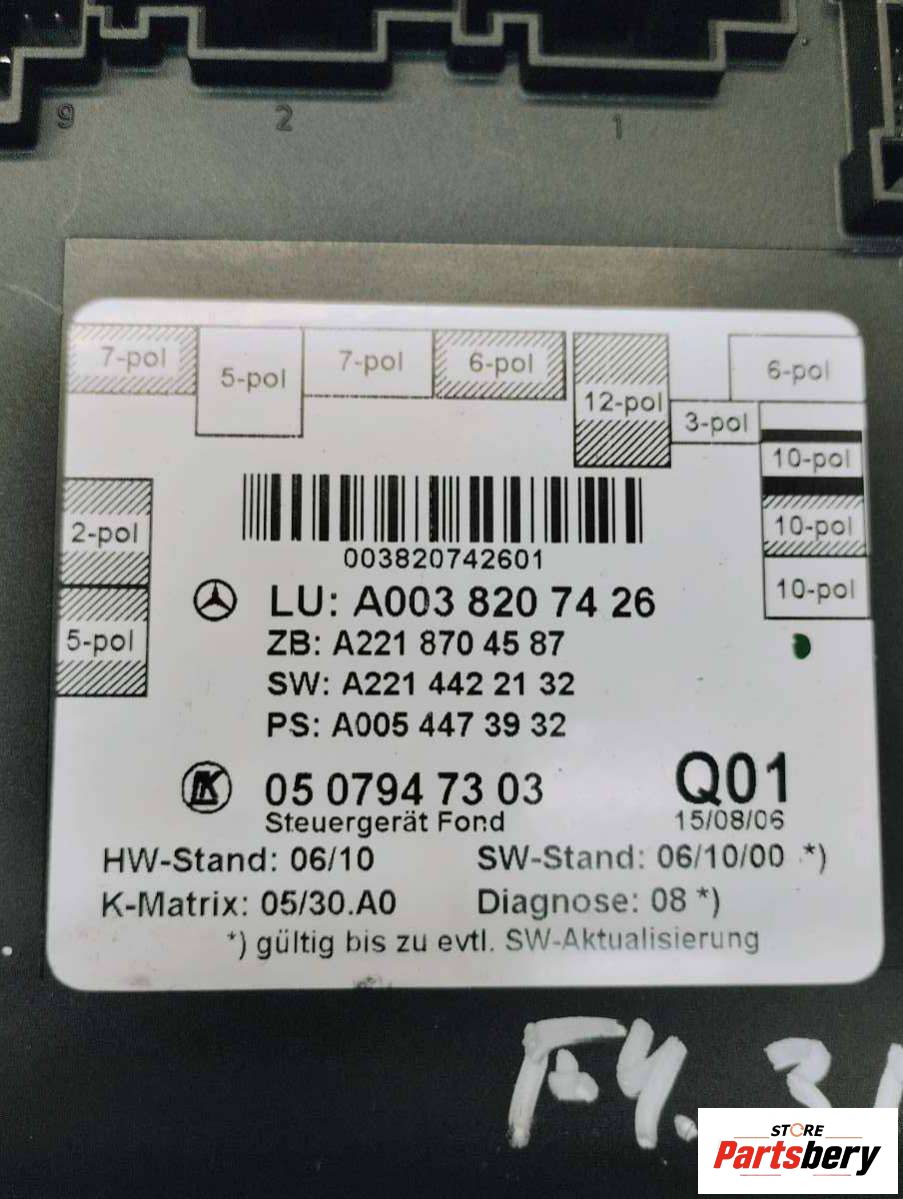 9 2 1
7-pol 5-pol 7-pol 6-pol 12-pol 3-pol 6-pol
10-pol
10-pol
10-pol
2-pol
5-pol
003820742601
LU: A003 820 74 26
ZB: A221 870 45 87
SW: A221 442 21 32
PS: A005 447 39 32
05 0794 73 03
Q01
Steuergerät Fond
15/08/06
HW-Stand: 06/10 SW-Stand: 06/10/00 *)
K-Matrix: 05/30.A0 Diagnose: 08 *)
*) gültig bis zu evtl. SW-Aktualisierung
STORE
Partsbery